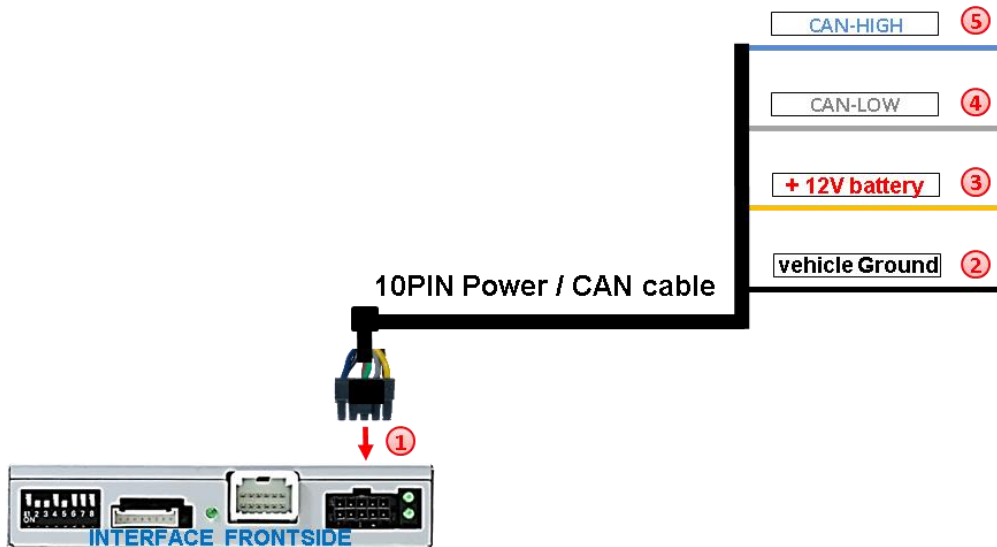 CAN-HIGH
5
CAN-LOW
4
+ 12V battery
3
vehicle Ground
2
10PIN Power / CAN cable
1
2 3 4 5 6 7 8
ON
INTERFACE FRONTSIDE